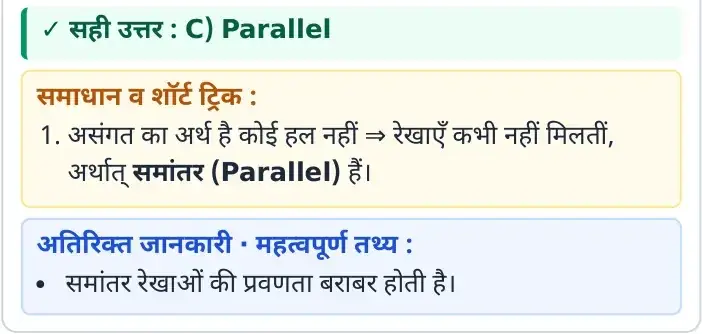 ✓ सही उत्तर : C) Parallel
समाधान व शॉर्ट ट्रिक :
1. असंगत का अर्थ है कोई हल नहीं ⇒ रेखाएँ कभी नहीं मिलतीं,
अर्थात् समांतर (Parallel) हैं।
अतिरिक्त जानकारी · महत्वपूर्ण तथ्य :
• समांतर रेखाओं की प्रवणता बराबर होती है।